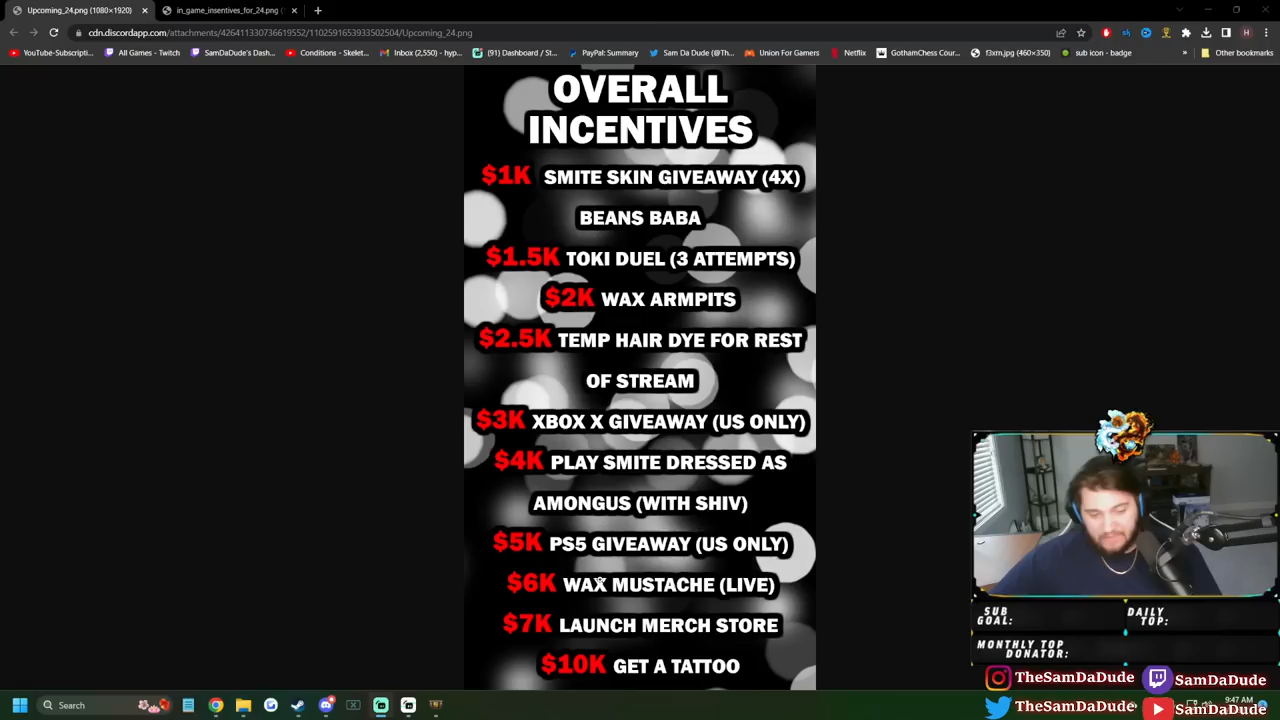 Upcoming_24.png (1080×1920)
in_game_incentives_for_24.png (
cdn.discordapp.com/attachments/426411330736619552/1102591653933502504/Upcoming_24.png
YouTube-Subscripti...
All Games - Twitch
SamDaDude's Dash...
Conditions - Skelet...
Inbox (2,550) - hyp...
(91) Dashboard / St...
PayPal: Summary
Sam Da Dude (@Th...
Union For Gamers
Netflix
GothamChess Cour...
f3xm.jpg (460×350)
sub icon - badge
Other bookmarks
OVERALL
INCENTIVES
$1K SMITE SKIN GIVEAWAY (4X)
BEANS BABA
$1.5K TOKI DUEL (3 ATTEMPTS)
$2K WAX ARMPITS
$2.5K TEMP HAIR DYE FOR REST
OF STREAM
$3K XBOX X GIVEAWAY (US ONLY)
$4K PLAY SMITE DRESSED AS
AMONGUS (WITH SHIV)
$5K PS5 GIVEAWAY (US ONLY)
$6K WAX MUSTACHE (LIVE)
$7K LAUNCH MERCH STORE
$10K GET A TATTOO
SUB
GOAL:
DAILY
TOP:
MONTHLY TOP
DONATOR:
TheSamDaDude
SamDaDude
TheSamDaDude
SamDaDude
Search
9:47 AM